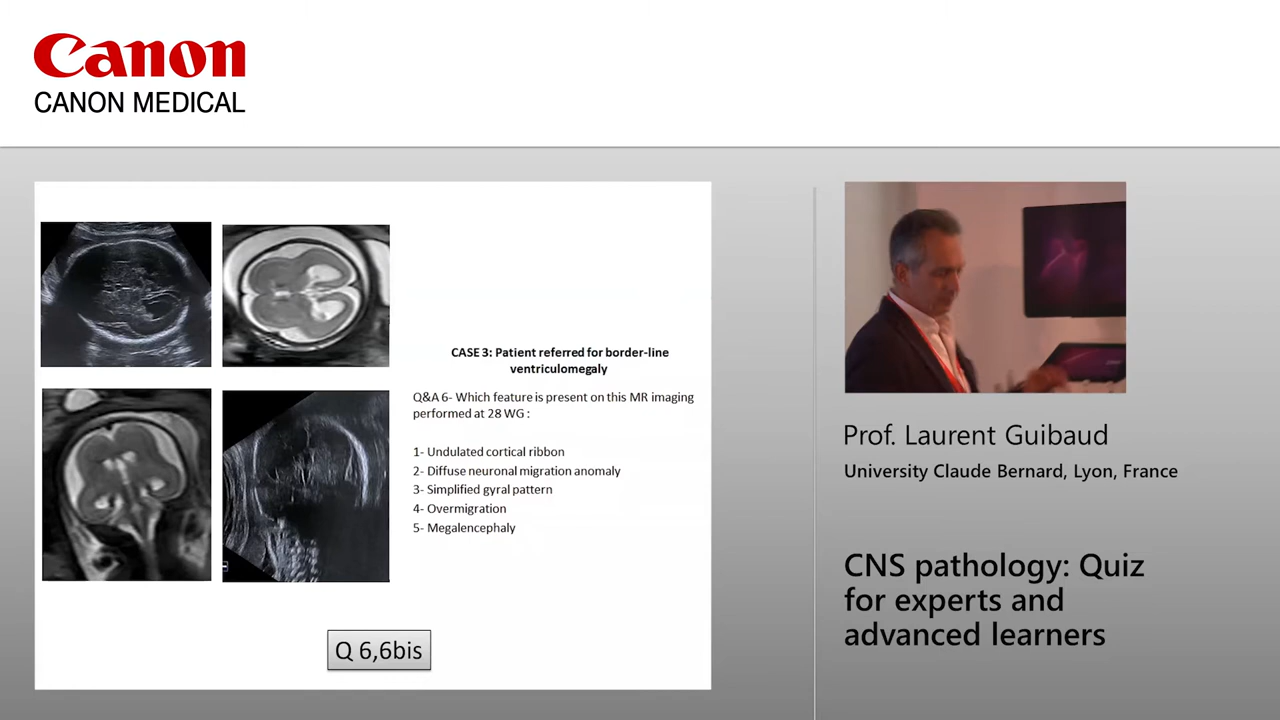 Canon
CANON MEDICAL
CASE 3: Patient referred for border-line
ventriculomegaly
Q&A 6- Which feature is present on this MR imaging
performed at 28 WG :
1- Undulated cortical ribbon
2- Diffuse neuronal migration anomaly
3- Simplified gyral pattern
4- Overmigration
5- Megalencephaly
Q 6,6bis
Prof. Laurent Guibaud
University Claude Bernard, Lyon, France
CNS pathology: Quiz
for experts and
advanced learners